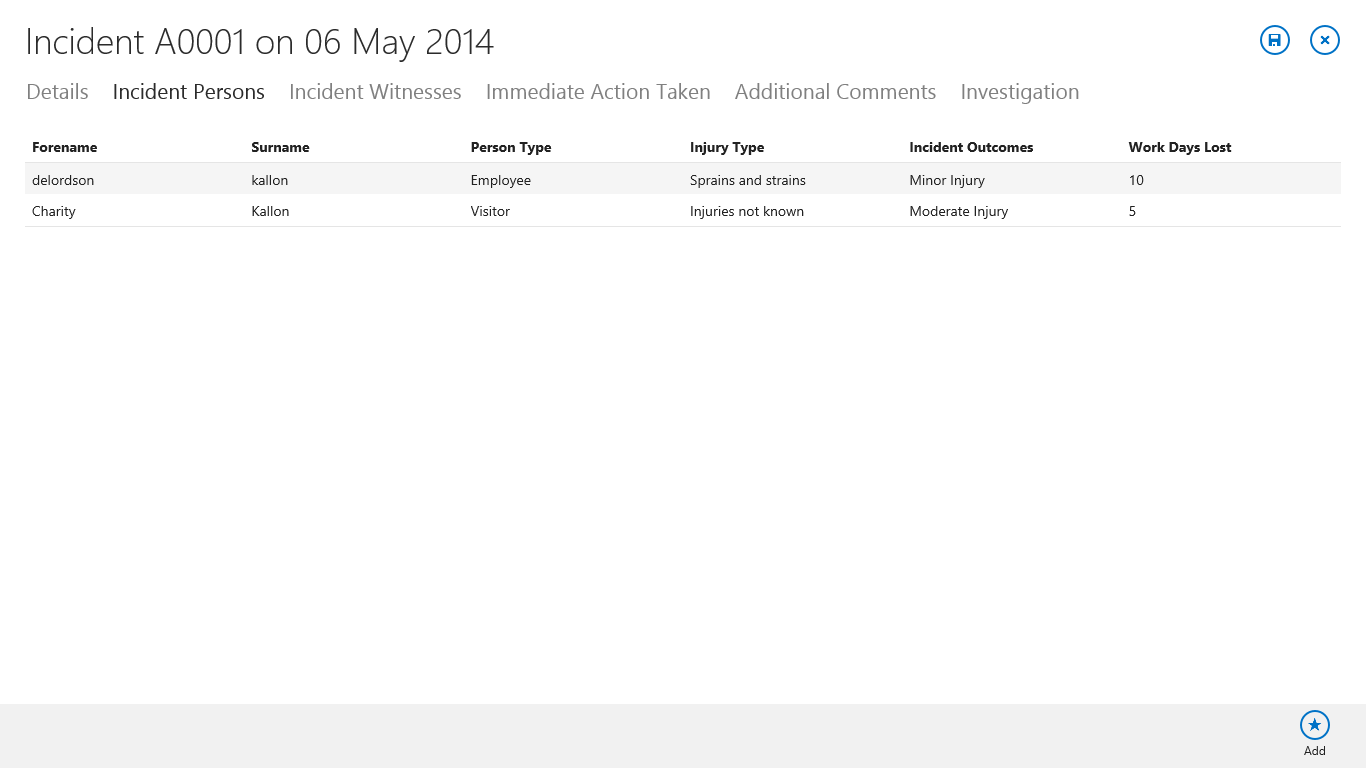 Incident A0001 on 06 May 2014
Details Incident Persons Incident Witnesses Immediate Action Taken Additional Comments Investigation
Forename Surname Person Type Injury Type Incident Outcomes Work Days Lost
delordson kallon Employee Sprains and strains Minor Injury 10
Charity Kallon Visitor Injuries not known Moderate Injury 5
Add